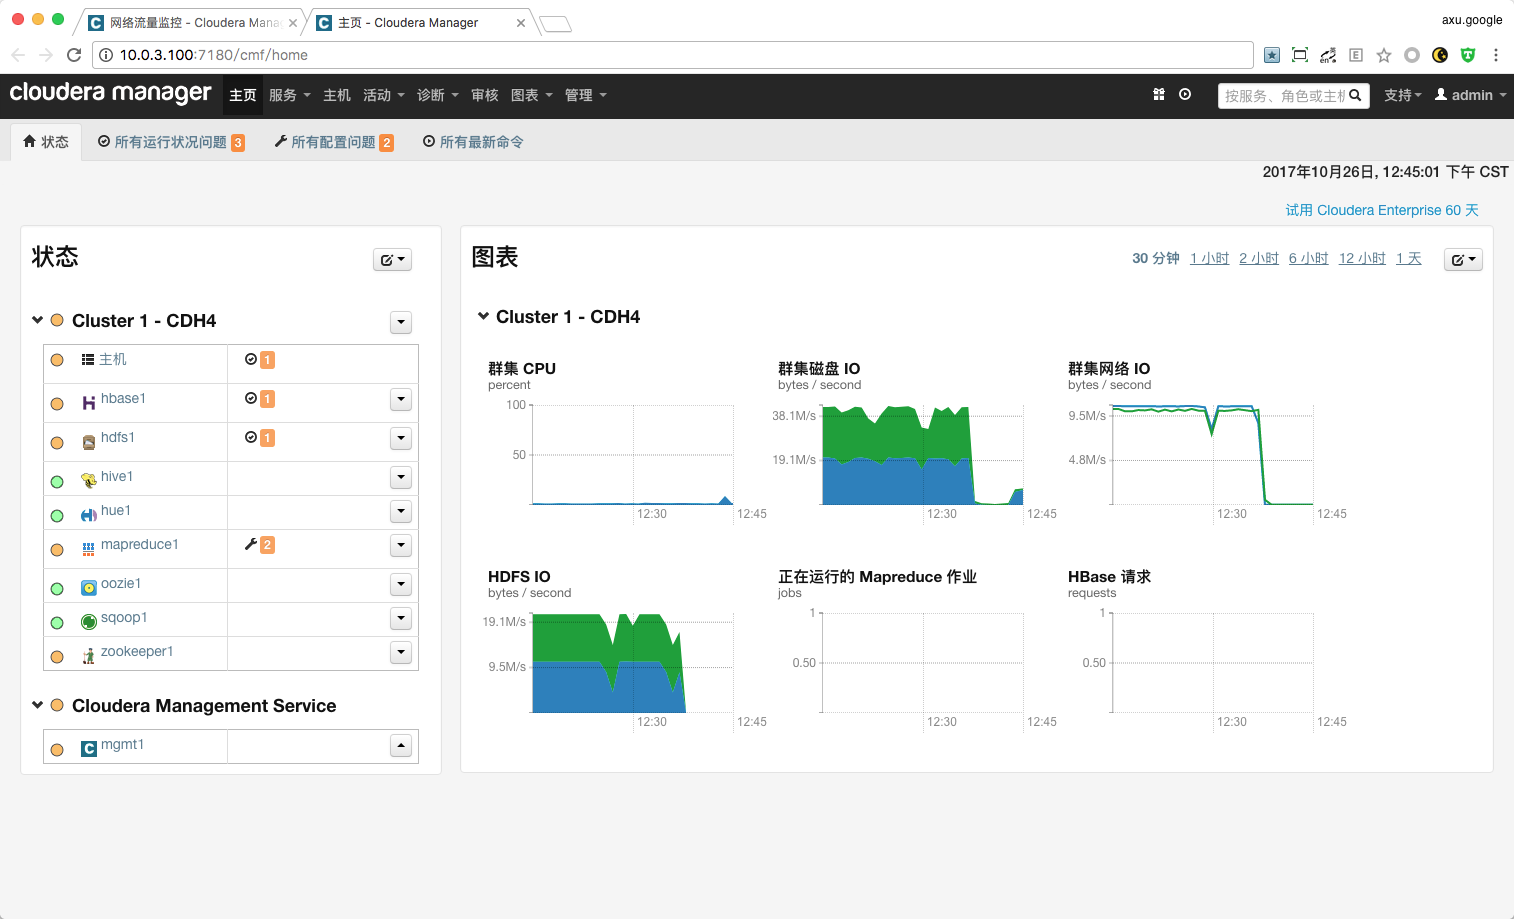 网络流量监控 - Cloudera Mana
主页 - Cloudera Manager
axu.google
10.0.3.100:7180/cmf/home
cloudera manager
主页
服务
主机
活动
诊断
审核
图表
管理
按服务、角色或主机
支持
admin
状态
所有运行状况问题 3
所有配置问题 2
所有最新命令
2017年10月26日, 12:45:01 下午 CST
试用 Cloudera Enterprise 60 天
状态
Cluster 1 - CDH4
主机 1
hbase1 1
hdfs1 1
hive1
hue1
mapreduce1 2
oozie1
sqoop1
zookeeper1
Cloudera Management Service
mgmt1
图表
30 分钟 1 小时 2 小时 6 小时 12 小时 1 天
Cluster 1 - CDH4
群集 CPU
percent
100
50
12:30 12:45
群集磁盘 IO
bytes / second
38.1M/s
19.1M/s
12:30 12:45
群集网络 IO
bytes / second
9.5M/s
4.8M/s
12:30 12:45
HDFS IO
bytes / second
19.1M/s
9.5M/s
12:30 12:45
正在运行的 Mapreduce 作业
jobs
1
0.50
12:30 12:45
HBase 请求
requests
1
0.50
12:30 12:45